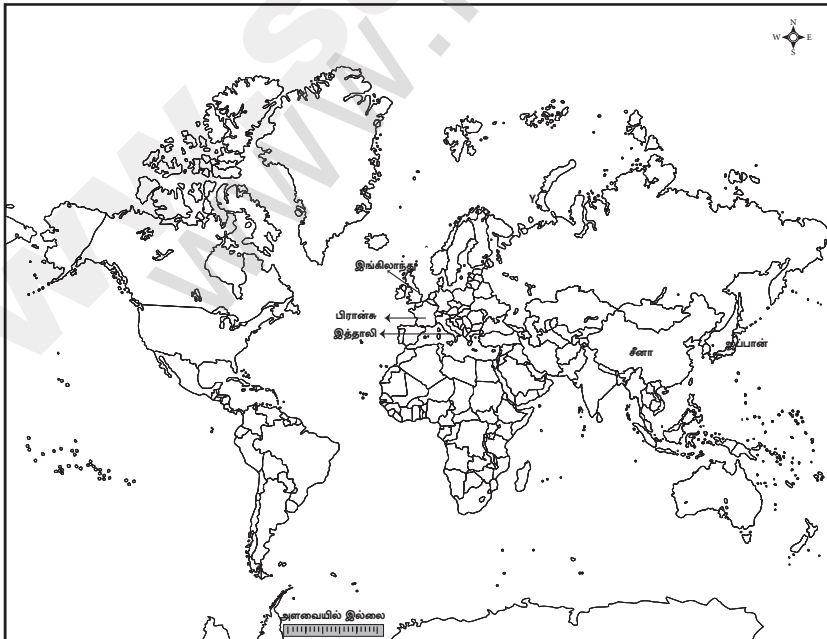 N
W E
S
இங்கிலாந்து
பிரான்சு
இத்தாலி
சீனா
ஜப்பான்
அளவையில் இல்லை